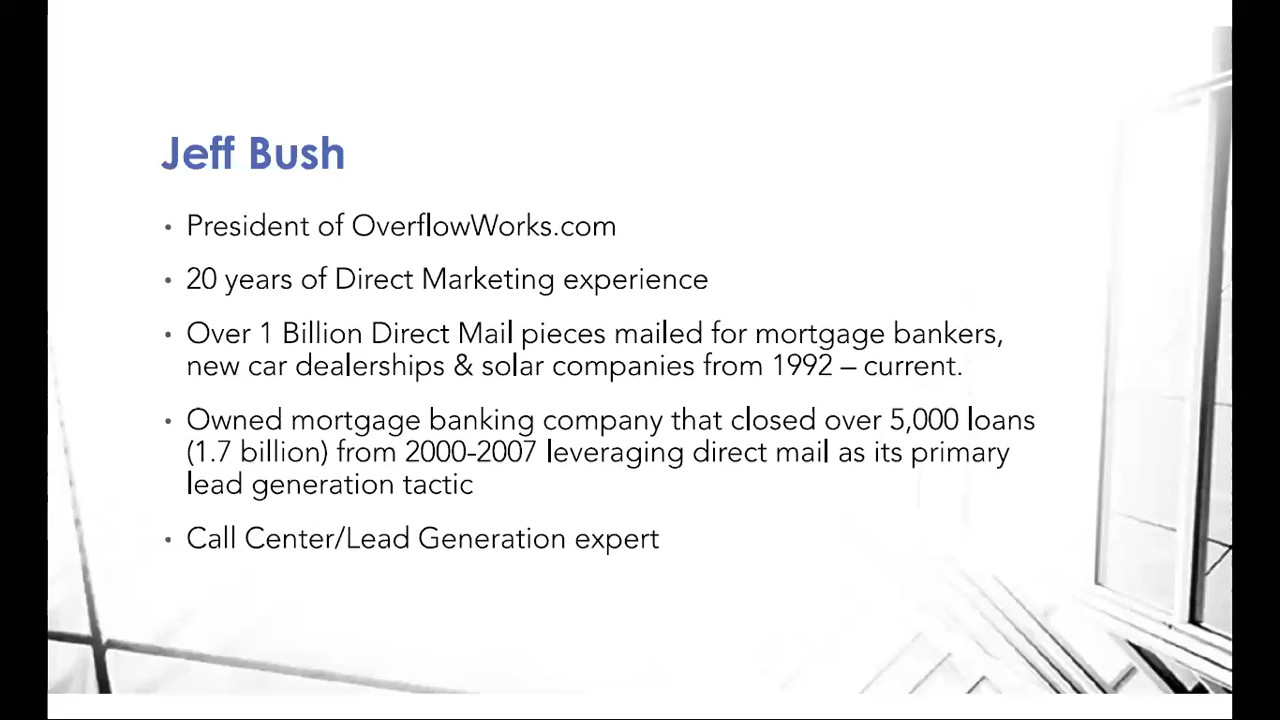 Jeff Bush
• President of OverflowWorks.com
• 20 years of Direct Marketing experience
• Over 1 Billion Direct Mail pieces mailed for mortgage bankers,
new car dealerships & solar companies from 1992 – current.
• Owned mortgage banking company that closed over 5,000 loans
(1.7 billion) from 2000-2007 leveraging direct mail as its primary
lead generation tactic
• Call Center/Lead Generation expert